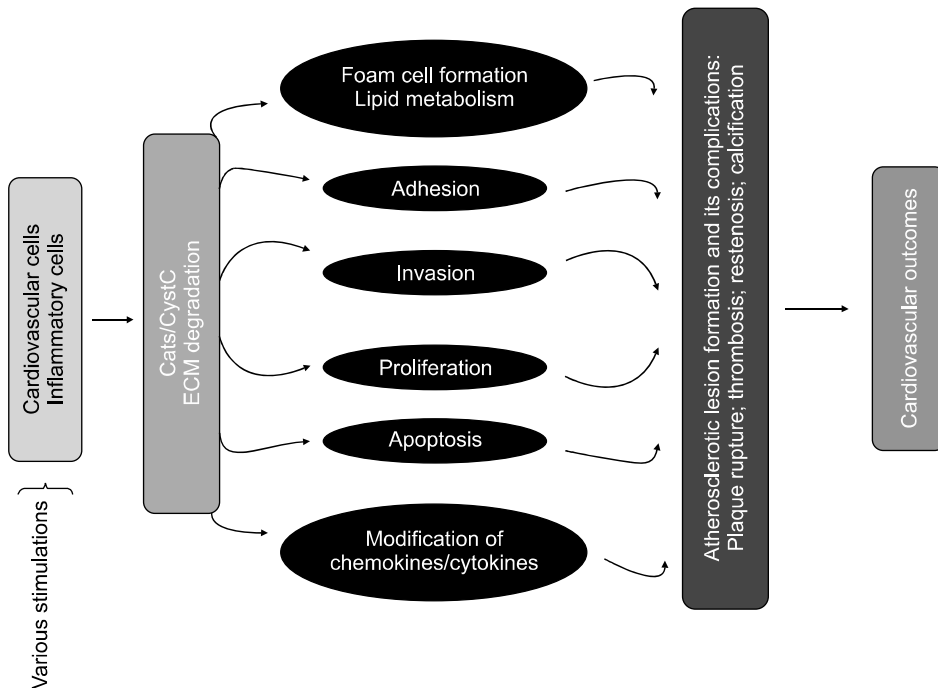 Various stimulations
Cardiovascular cells
Inflammatory cells
Cats/CystC
ECM degradation
Foam cell formation
Lipid metabolism
Adhesion
Invasion
Proliferation
Apoptosis
Modification of
chemokines/cytokines
Atherosclerotic lesion formation and its complications:
Plaque rupture; thrombosis; restenosis; calcification
Cardiovascular outcomes